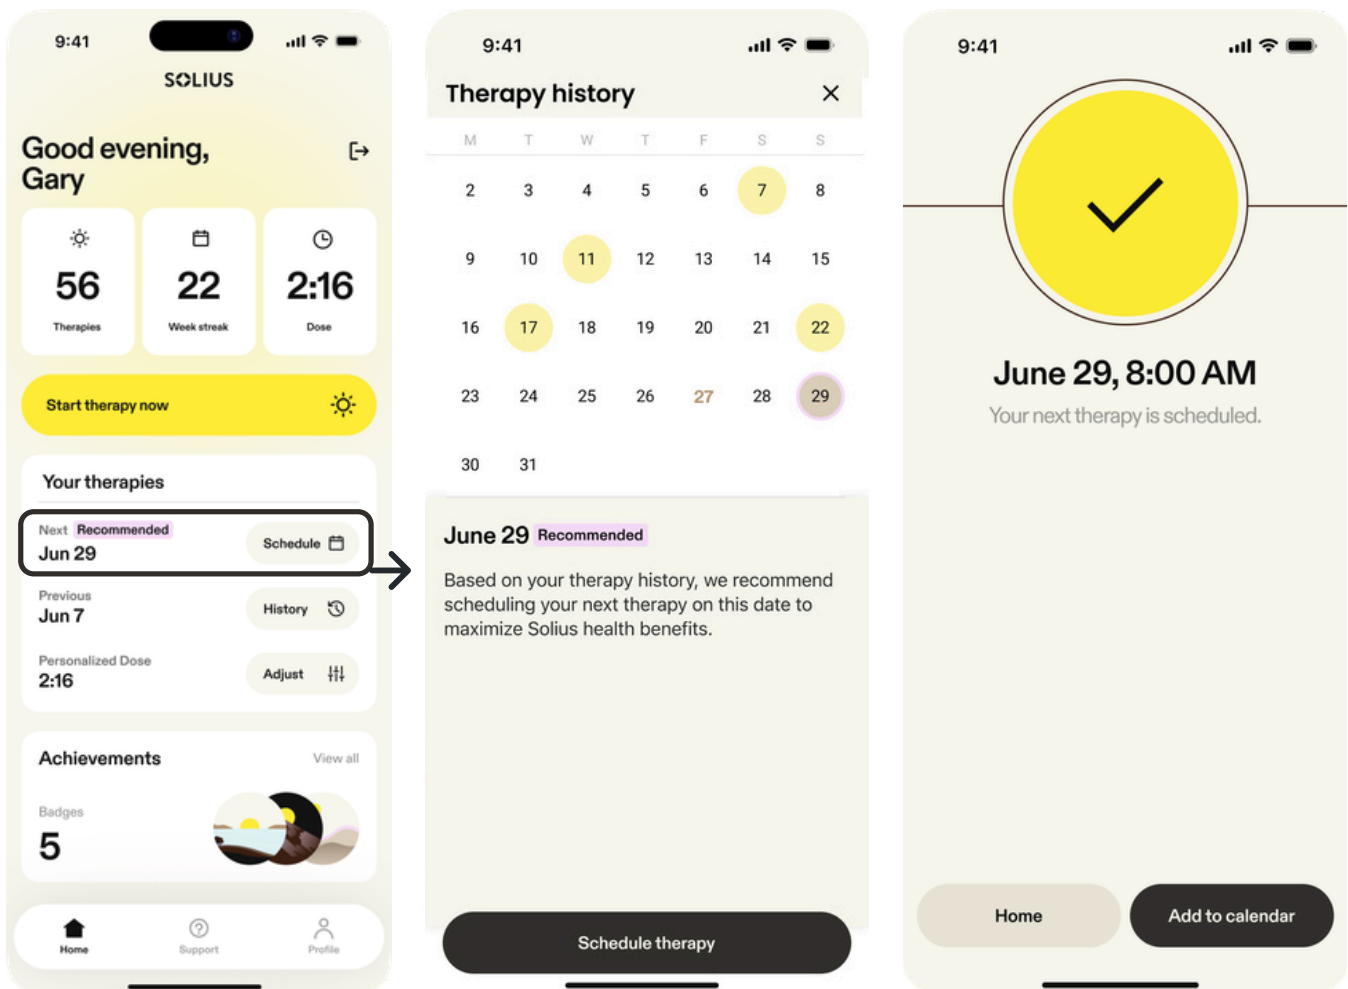 9:41
SOLIUS
Good evening,
Gary
56
Therapies
22
Week streak
2:16
Dose
Start therapy now
Your therapies
Next Recommended
Jun 29
Schedule
Previous
Jun 7
History
Personalized Dose
2:16
Adjust
Achievements
View all
Badges
5
Home
Support
Profile
9:41
Therapy history
M T W T F S S
2 3 4 5 6 7 8
9 10 11 12 13 14 15
16 17 18 19 20 21 22
23 24 25 26 27 28 29
30 31
June 29 Recommended
Based on your therapy history, we recommend
scheduling your next therapy on this date to
maximize Solius health benefits.
Schedule therapy
9:41
June 29, 8:00 AM
Your next therapy is scheduled.
Home
Add to calendar